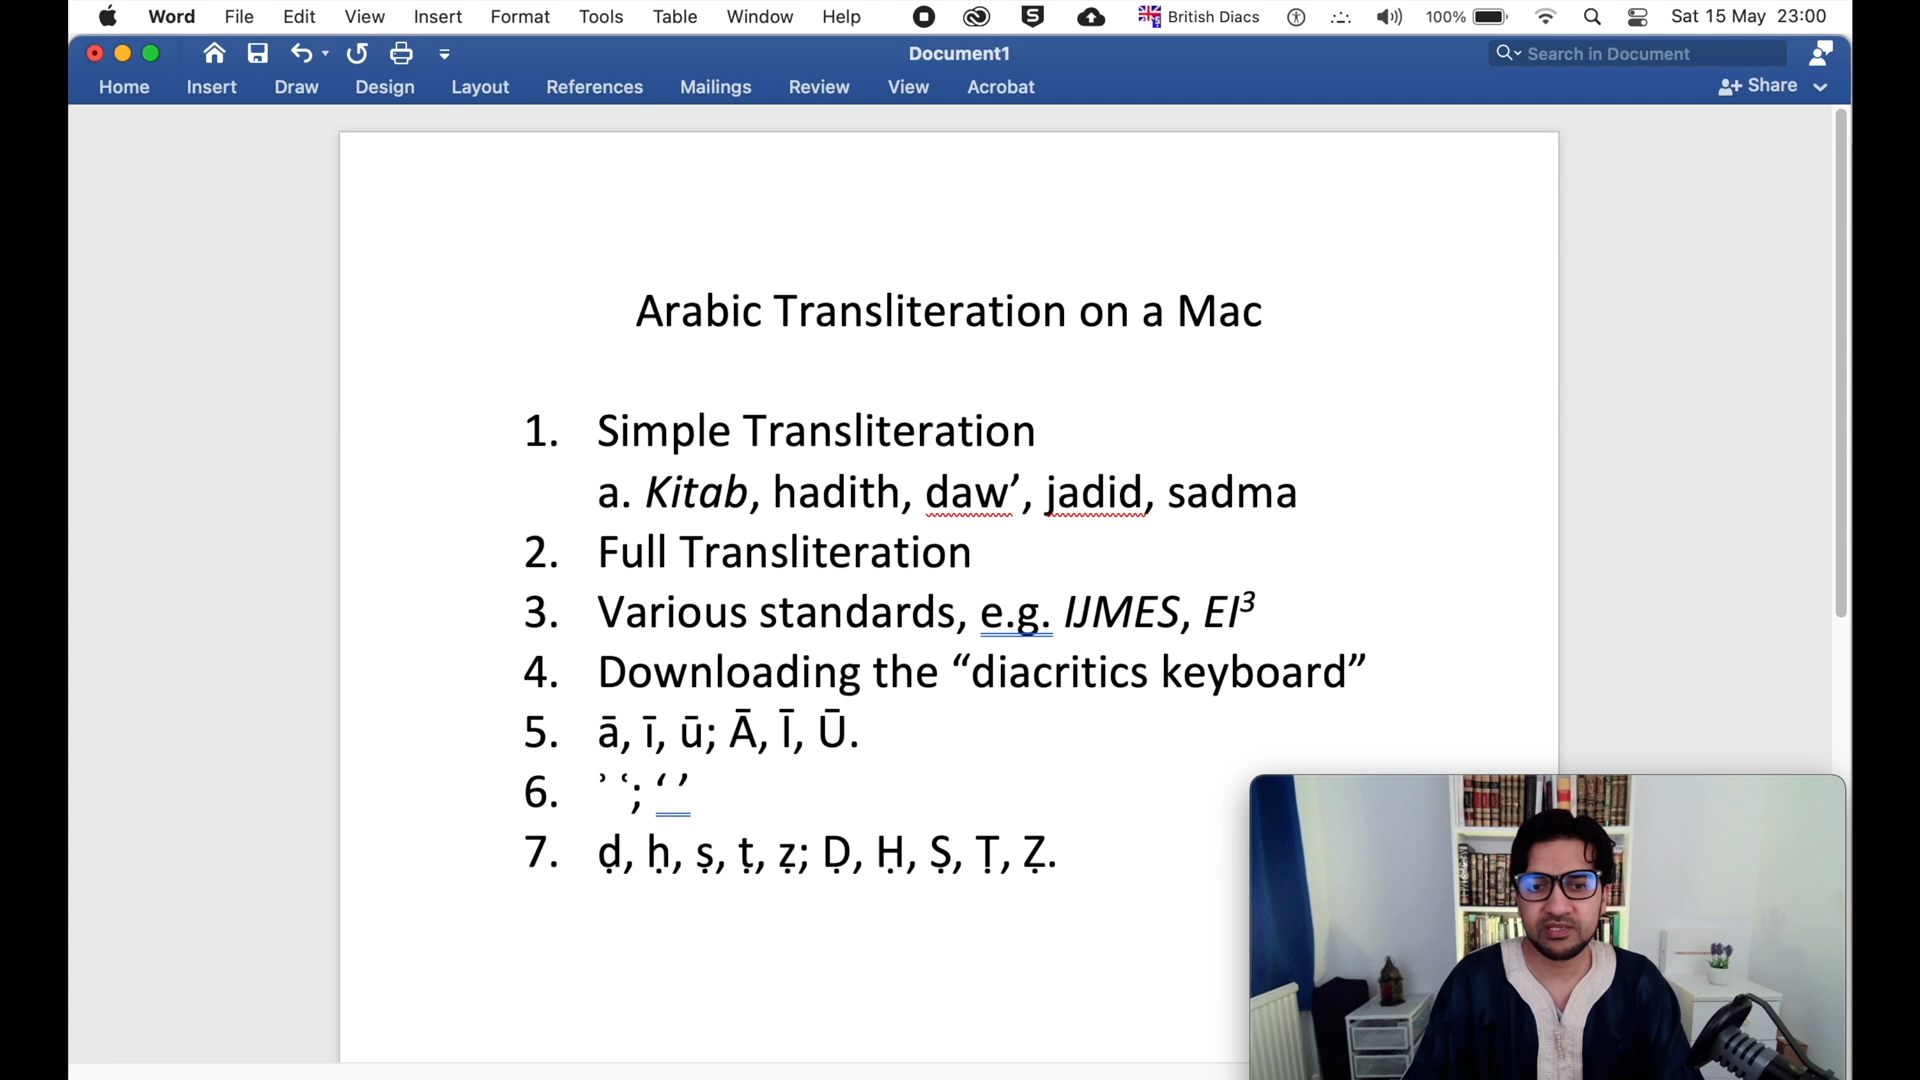 Word File Edit View Insert Format Tools Table Window Help British Diacs 100% Sat 15 May 23:00
Document1
Search in Document
Home Insert Draw Design Layout References Mailings Review View Acrobat Share
Arabic Transliteration on a Mac
1. Simple Transliteration
a. Kitab, hadith, daw’, jadid, sadma
2. Full Transliteration
3. Various standards, e.g. IJMES, EI³
4. Downloading the “diacritics keyboard”
5. ā, ī, ū; Ā, Ī, Ū.
6. ʾ ʿ; ‘ ’
7. ḍ, ḥ, ṣ, ṭ, ẓ; Ḍ, Ḥ, Ṣ, Ṭ, Ẓ.